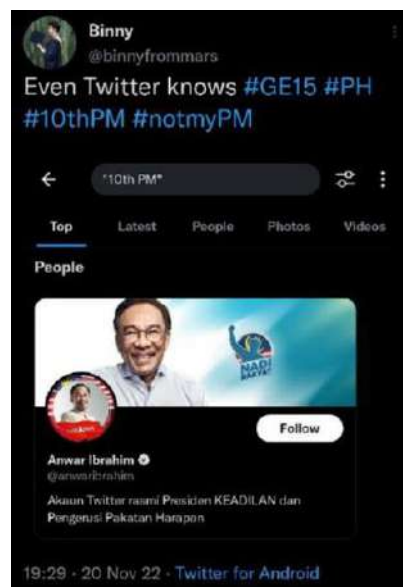 Binny
@binnyfrommars
Even Twitter knows #GE15 #PH
#10thPM #notmyPM
"10th PM"
Top Latest People Photos Videos
People
NADI
RAKYAT
Follow
Anwar Ibrahim
@anwaribrahim
Akaun Twitter rasmi Presiden KEADILAN dan
Pengerusi Pakatan Harapan
19:29 · 20 Nov 22 · Twitter for Android